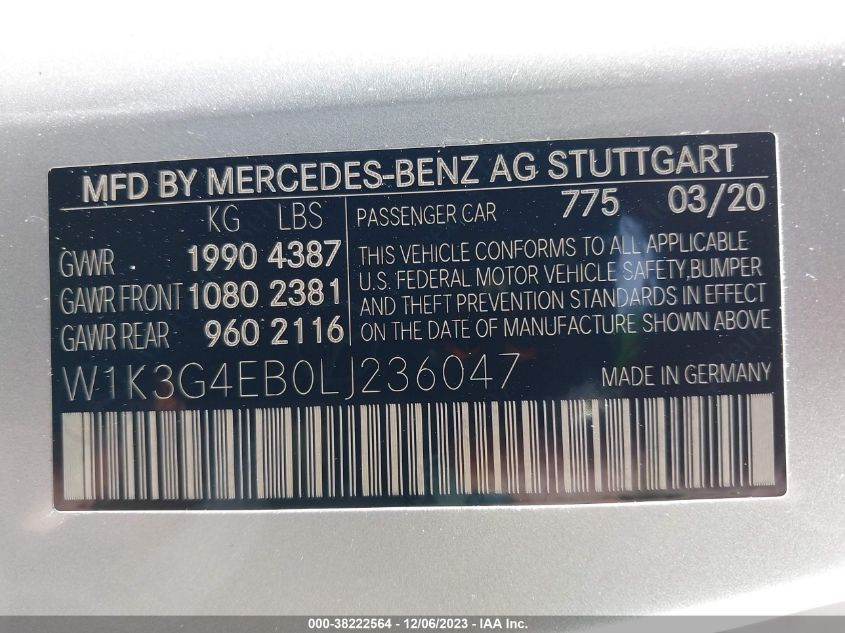 MFD BY MERCEDES-BENZ AG STUTTGART
KG LBS
GVWR 1990 4387
GAWR FRONT 1080 2381
GAWR REAR 960 2116
PASSENGER CAR 775 03/20
THIS VEHICLE CONFORMS TO ALL APPLICABLE
U.S. FEDERAL MOTOR VEHICLE SAFETY,BUMPER
AND THEFT PREVENTION STANDARDS IN EFFECT
ON THE DATE OF MANUFACTURE SHOWN ABOVE
W1K3G4EB0LJ236047 MADE IN GERMANY
000-38222564 - 12/06/2023 - IAA Inc.